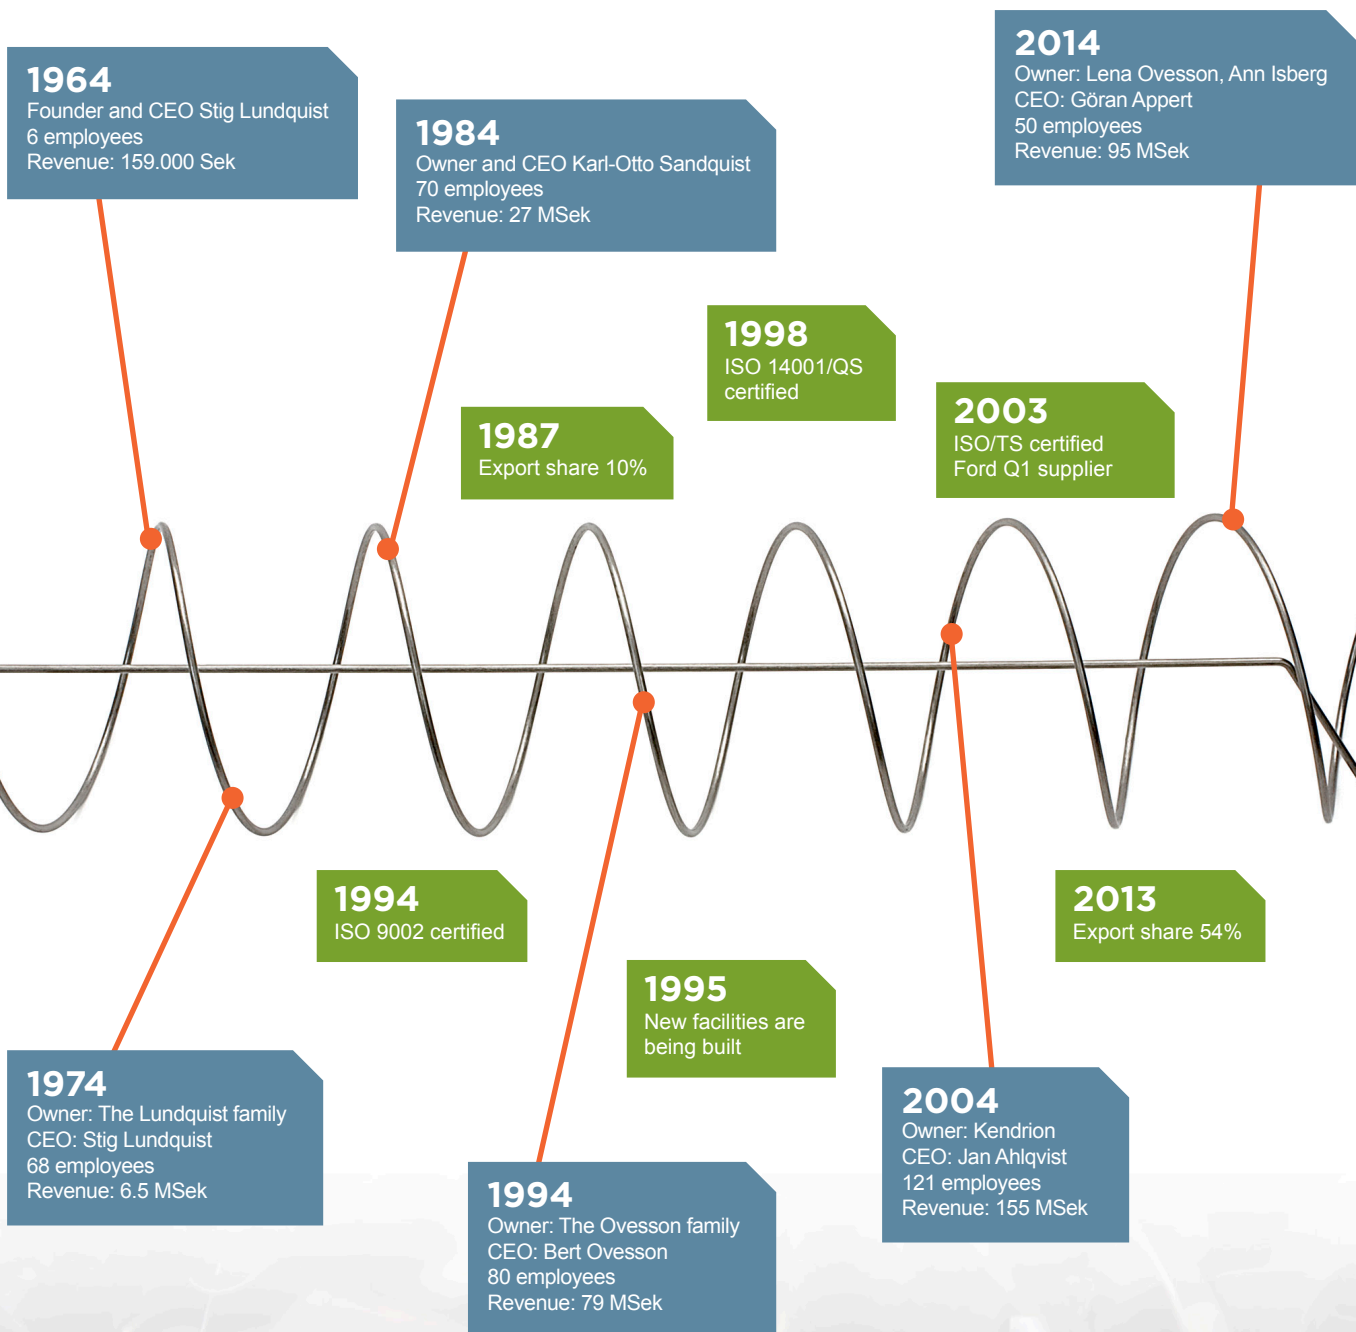 1964
Founder and CEO Stig Lundquist
6 employees
Revenue: 159.000 Sek
1984
Owner and CEO Karl-Otto Sandquist
70 employees
Revenue: 27 MSek
2014
Owner: Lena Ovesson, Ann Isberg
CEO: Göran Appert
50 employees
Revenue: 95 MSek
1998
ISO 14001/QS
certified
1987
Export share 10%
2003
ISO/TS certified
Ford Q1 supplier
1994
ISO 9002 certified
2013
Export share 54%
1995
New facilities are
being built
1974
Owner: The Lundquist family
CEO: Stig Lundquist
68 employees
Revenue: 6.5 MSek
2004
Owner: Kendrion
CEO: Jan Ahlqvist
121 employees
Revenue: 155 MSek
1994
Owner: The Ovesson family
CEO: Bert Ovesson
80 employees
Revenue: 79 MSek